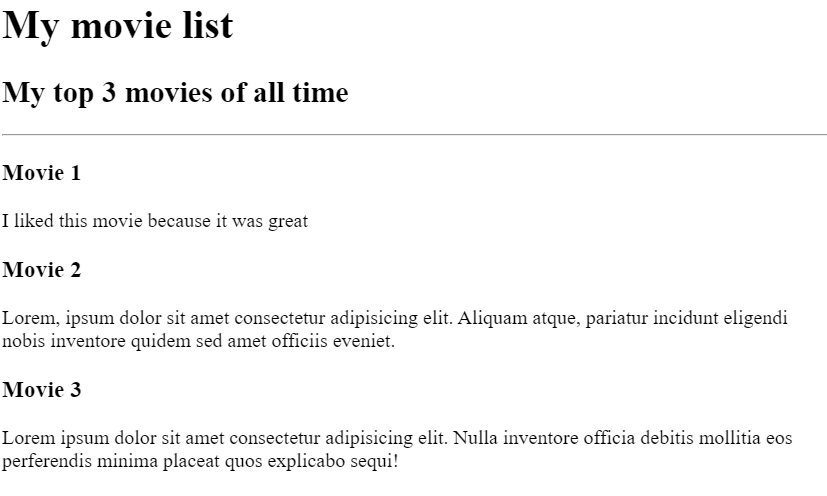 My movie list
My top 3 movies of all time
Movie 1
I liked this movie because it was great
Movie 2
Lorem, ipsum dolor sit amet consectetur adipisicing elit. Aliquam atque, pariatur incidunt eligendi
nobis inventore quidem sed amet officiis eveniet.
Movie 3
Lorem ipsum dolor sit amet consectetur adipisicing elit. Nulla inventore officia debitis mollitia eos
perferendis minima placeat quos explicabo sequi!